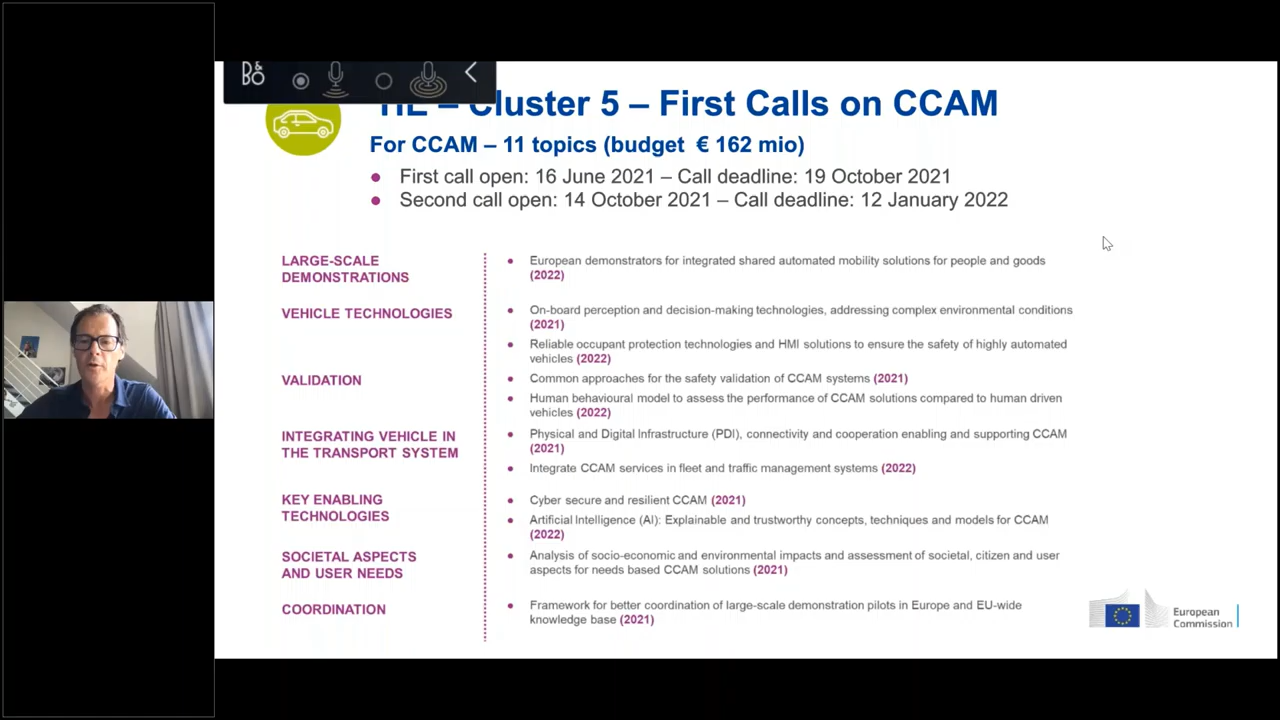 B&O
– Cluster 5 – First Calls on CCAM
For CCAM – 11 topics (budget € 162 mio)
First call open: 16 June 2021 – Call deadline: 19 October 2021
Second call open: 14 October 2021 – Call deadline: 12 January 2022
LARGE-SCALE
DEMONSTRATIONS
European demonstrators for integrated shared automated mobility solutions for people and goods
(2022)
VEHICLE TECHNOLOGIES
On-board perception and decision-making technologies, addressing complex environmental conditions
(2021)
Reliable occupant protection technologies and HMI solutions to ensure the safety of highly automated
vehicles (2022)
VALIDATION
Common approaches for the safety validation of CCAM systems (2021)
Human behavioural model to assess the performance of CCAM solutions compared to human driven
vehicles (2022)
INTEGRATING VEHICLE IN
THE TRANSPORT SYSTEM
Physical and Digital Infrastructure (PDI), connectivity and cooperation enabling and supporting CCAM
(2021)
Integrate CCAM services in fleet and traffic management systems (2022)
KEY ENABLING
TECHNOLOGIES
Cyber secure and resilient CCAM (2021)
Artificial Intelligence (AI): Explainable and trustworthy concepts, techniques and models for CCAM
(2022)
SOCIETAL ASPECTS
AND USER NEEDS
Analysis of socio-economic and environmental impacts and assessment of societal, citizen and user
aspects for needs based CCAM solutions (2021)
COORDINATION
Framework for better coordination of large-scale demonstration pilots in Europe and EU-wide
knowledge base (2021)
European
Commission